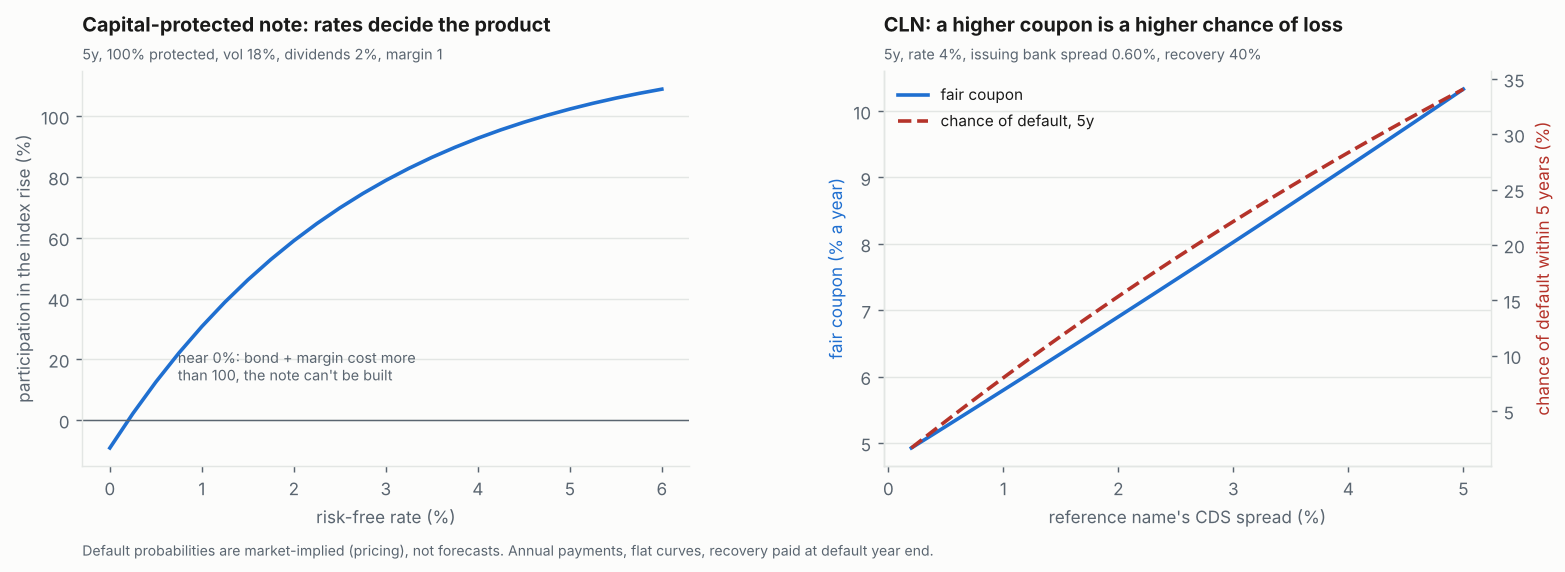 Capital-protected note: rates decide the product
5y, 100% protected, vol 18%, dividends 2%, margin 1
participation in the index rise (%)
100
80
60
40
20
0
near 0%: bond + margin cost more
than 100, the note can't be built
0 1 2 3 4 5 6
risk-free rate (%)
CLN: a higher coupon is a higher chance of loss
5y, rate 4%, issuing bank spread 0.60%, recovery 40%
fair coupon
chance of default, 5y
fair coupon (% a year)
10
9
8
7
6
5
35
30
25
20
15
10
5
chance of default within 5 years (%)
0 1 2 3 4 5
reference name's CDS spread (%)
Default probabilities are market-implied (pricing), not forecasts. Annual payments, flat curves, recovery paid at default year end.